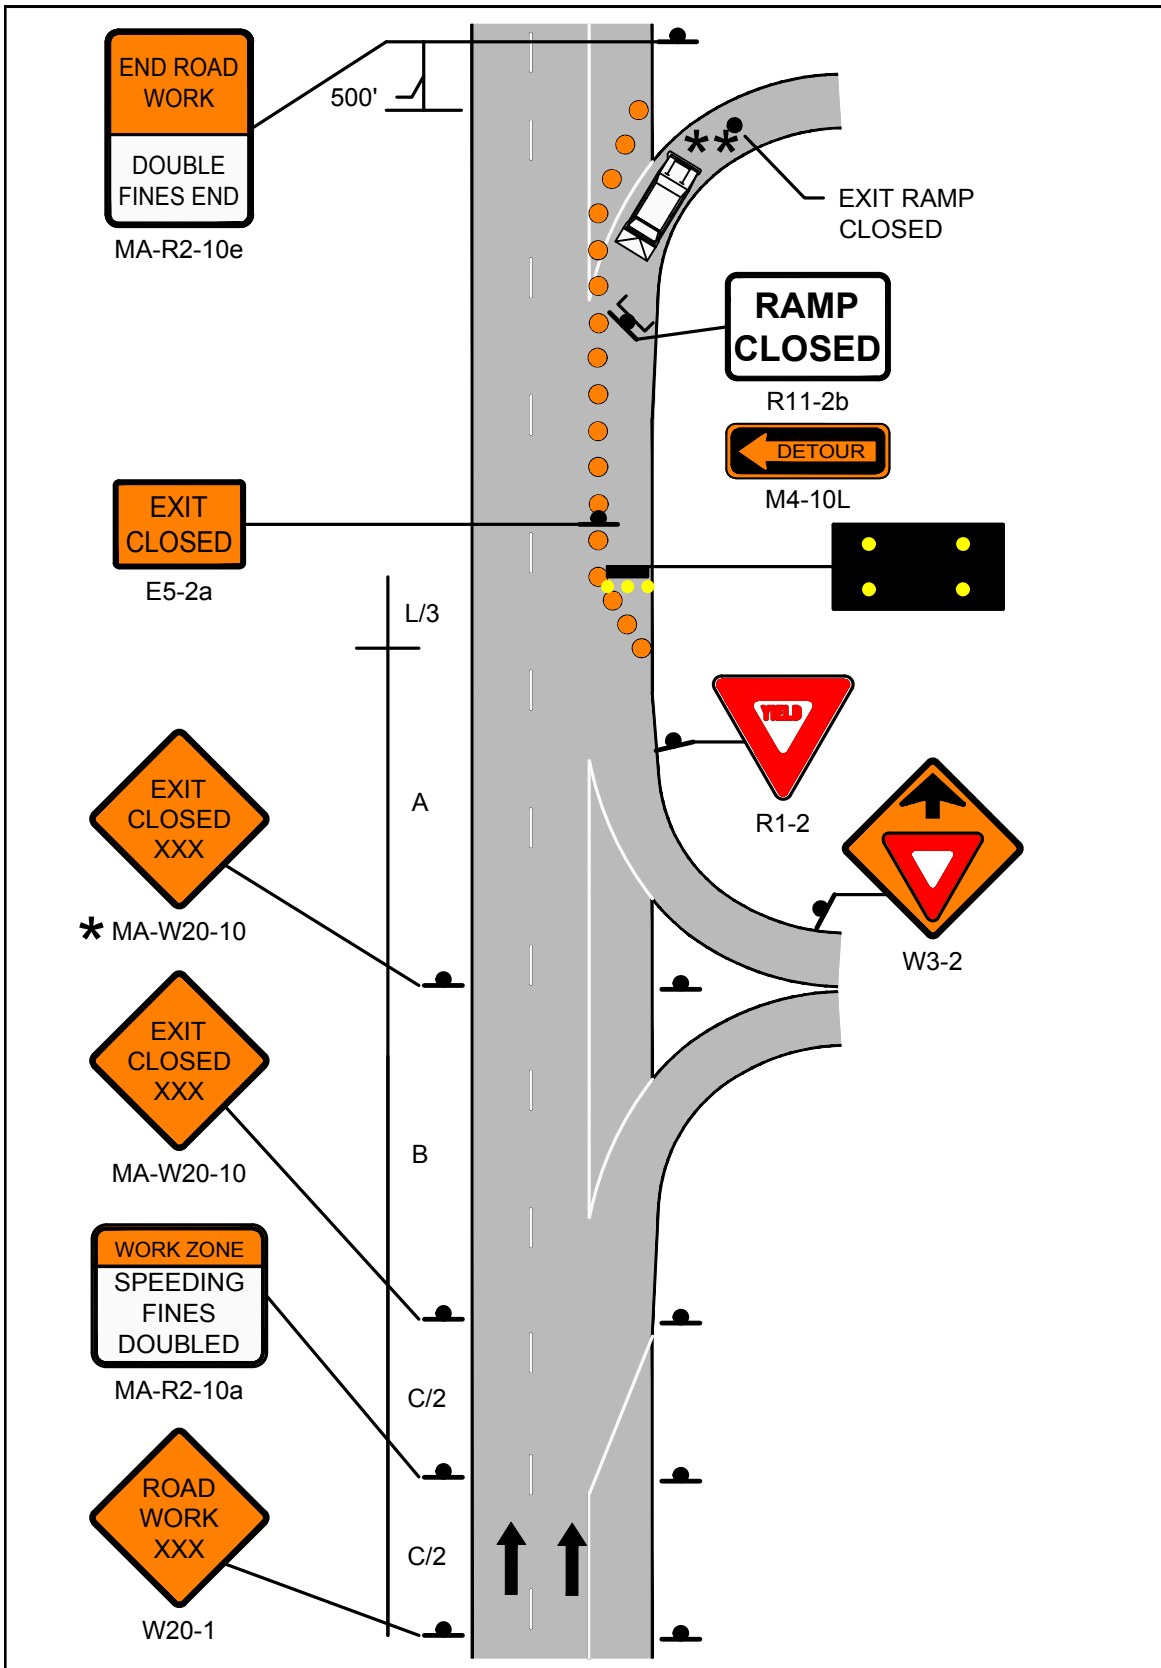 END ROAD
WORK
DOUBLE
FINES END
MA-R2-10e
500'
* *
EXIT RAMP
CLOSED
RAMP
CLOSED
R11-2b
DETOUR
M4-10L
EXIT
CLOSED
E5-2a
L/3
YIELD
R1-2
A
EXIT
CLOSED
XXX
* MA-W20-10
W3-2
EXIT
CLOSED
XXX
MA-W20-10
B
WORK ZONE
SPEEDING
FINES
DOUBLED
MA-R2-10a
C/2
ROAD
WORK
XXX
W20-1
C/2